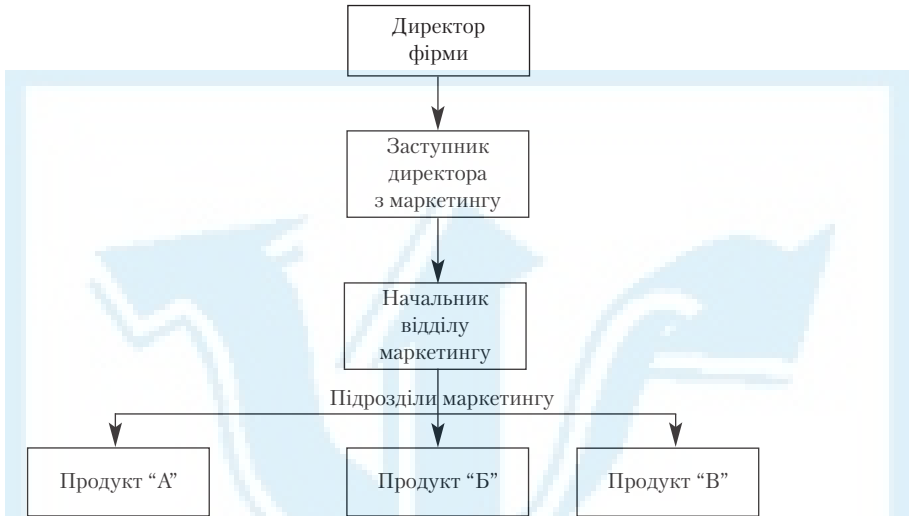 Директор
фірми
Заступник
директора
з маркетингу
Начальник
відділу
маркетингу
Підрозділи маркетингу
Продукт “А”
Продукт “Б”
Продукт “В”